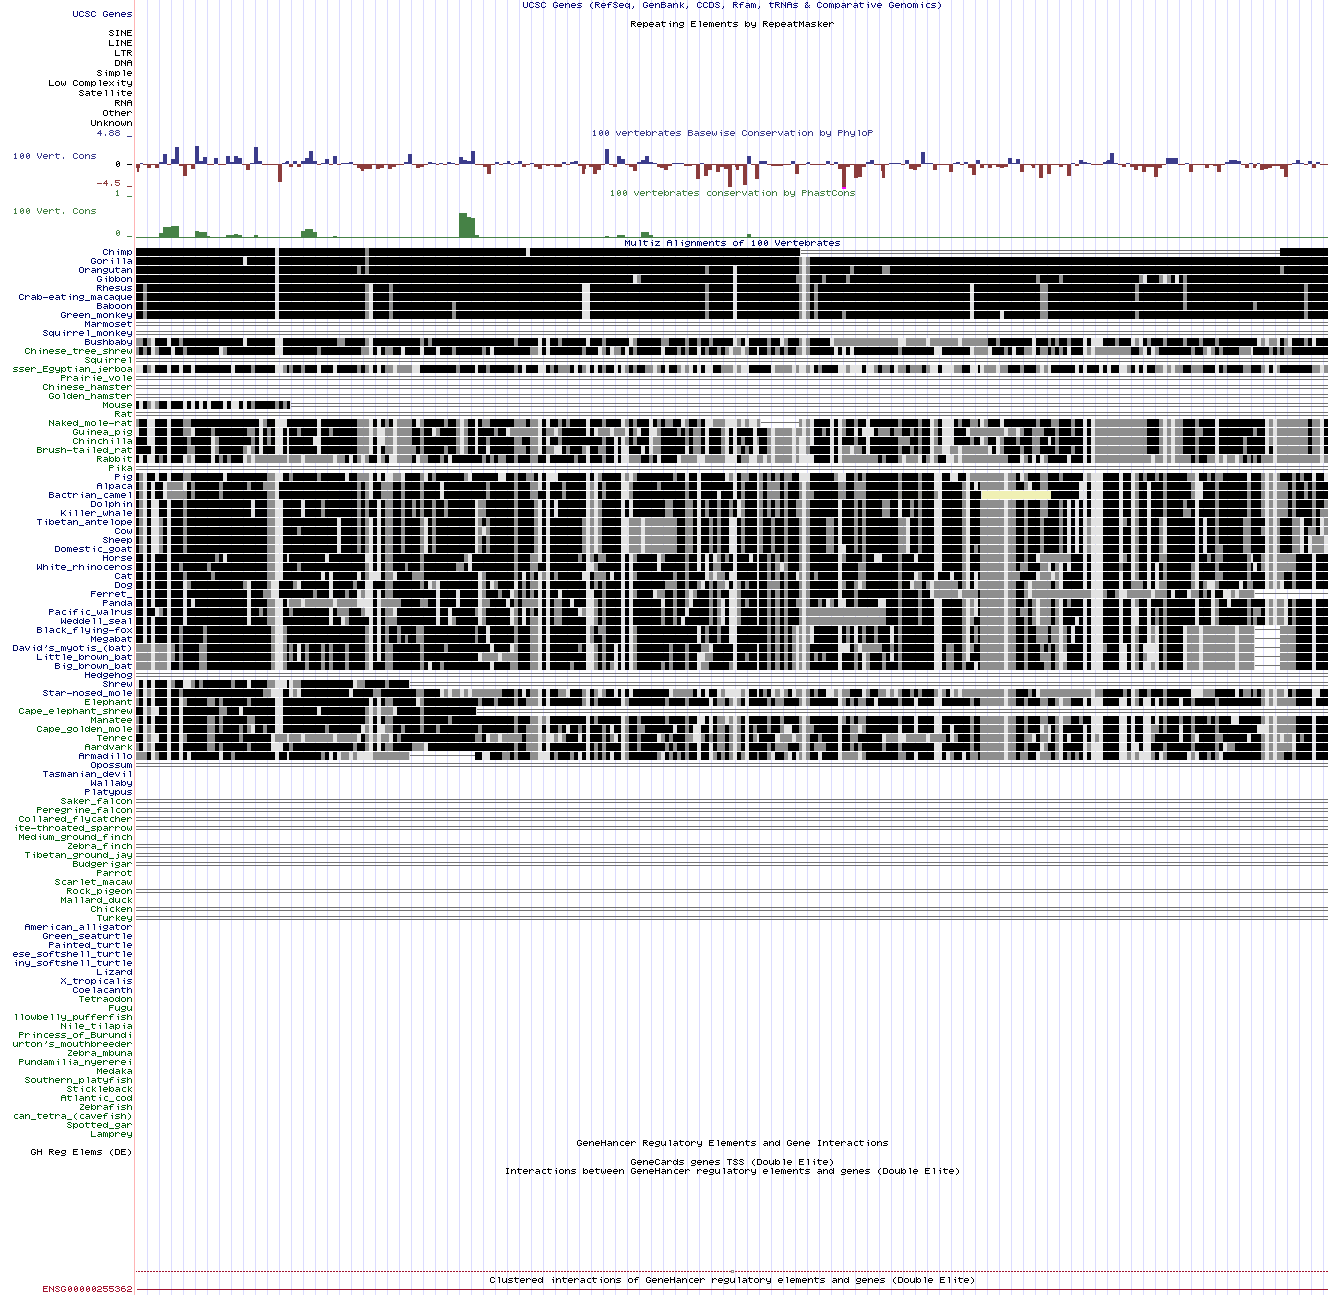 UCSC Genes (RefSeq, GenBank, CCDS, Rfam, tRNAs & Comparative Genomics)
UCSC Genes
Repeating Elements by RepeatMasker
SINE
LINE
LTR
DNA
Simple
Low Complexity
Satellite
RNA
Other
Unknown
100 vertebrates Basewise Conservation by PhyloP
4.88 _
100 Vert. Cons
0 -
-4.5 _
100 vertebrates conservation by PhastCons
1 _
100 Vert. Cons
0 _
Multiz Alignments of 100 Vertebrates
Chimp
Gorilla
Orangutan
Gibbon
Rhesus
Crab-eating_macaque
Baboon
Green_monkey
Marmoset
Squirrel_monkey
Bushbaby
Chinese_tree_shrew
Squirrel
sser_Egyptian_jerboa
Prairie_vole
Chinese_hamster
Golden_hamster
Mouse
Rat
Naked_mole-rat
Guinea_pig
Chinchilla
Brush-tailed_rat
Rabbit
Pika
Pig
Alpaca
Bactrian_camel
Dolphin
Killer_whale
Tibetan_antelope
Cow
Sheep
Domestic_goat
Horse
White_rhinoceros
Cat
Dog
Ferret_
Panda
Pacific_walrus
Weddell_seal
Black_flying-fox
Megabat
David's_myotis_(bat)
Little_brown_bat
Big_brown_bat
Hedgehog
Shrew
Star-nosed_mole
Elephant
Cape_elephant_shrew
Manatee
Cape_golden_mole
Tenrec
Aardvark
Armadillo
Opossum
Tasmanian_devil
Wallaby
Platypus
Saker_falcon
Peregrine_falcon
Collared_flycatcher
ite-throated_sparrow
Medium_ground_finch
Zebra_finch
Tibetan_ground_jay
Budgerigar
Parrot
Scarlet_macaw
Rock_pigeon
Mallard_duck
Chicken
Turkey
American_alligator
Green_seaturtle
Painted_turtle
ese_softshell_turtle
iny_softshell_turtle
Lizard
X_tropicalis
Coelacanth
Tetraodon
Fugu
llowbelly_pufferfish
Nile_tilapia
Princess_of_Burundi
urton's_mouthbreeder
Zebra_mbuna
Pundamilia_nyererei
Medaka
Southern_platyfish
Stickleback
Atlantic_cod
Zebrafish
can_tetra_(cavefish)
Spotted_gar
Lamprey
GeneHancer Regulatory Elements and Gene Interactions
GH Reg Elems (DE)
GeneCards genes TSS (Double Elite)
Interactions between GeneHancer regulatory elements and genes (Double Elite)
Clustered interactions of GeneHancer regulatory elements and genes (Double Elite)
ENSG00000255362